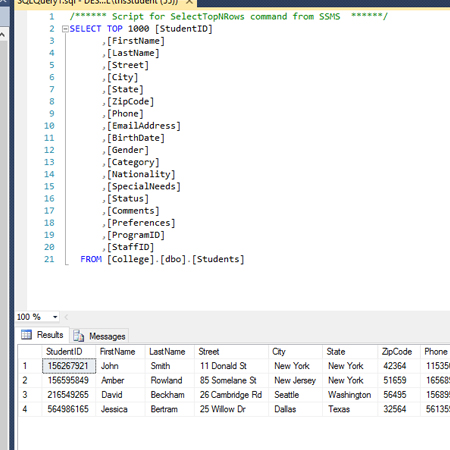 SQLQuery1.sql - DES...L\thsStudent (55))
1 /****** Script for SelectTopNRows command from SSMS ******/
2 SELECT TOP 1000 [StudentID]
3 ,[FirstName]
4 ,[LastName]
5 ,[Street]
6 ,[City]
7 ,[State]
8 ,[ZipCode]
9 ,[Phone]
10 ,[EmailAddress]
11 ,[BirthDate]
12 ,[Gender]
13 ,[Category]
14 ,[Nationality]
15 ,[SpecialNeeds]
16 ,[Status]
17 ,[Comments]
18 ,[Preferences]
19 ,[ProgramID]
20 ,[StaffID]
21 FROM [College].[dbo].[Students]
100 %
Results Messages
StudentID FirstName LastName Street City State ZipCode Phone
1 156267921 John Smith 11 Donald St New York New York 42364 11535
2 156595849 Amber Rowland 85 Somelane St New Jersey New York 51659 16568
3 216549265 David Beckham 26 Cambridge Rd Seattle Washington 56495 15689
4 564986165 Jessica Bertram 25 Willow Dr Dallas Texas 32564 56135